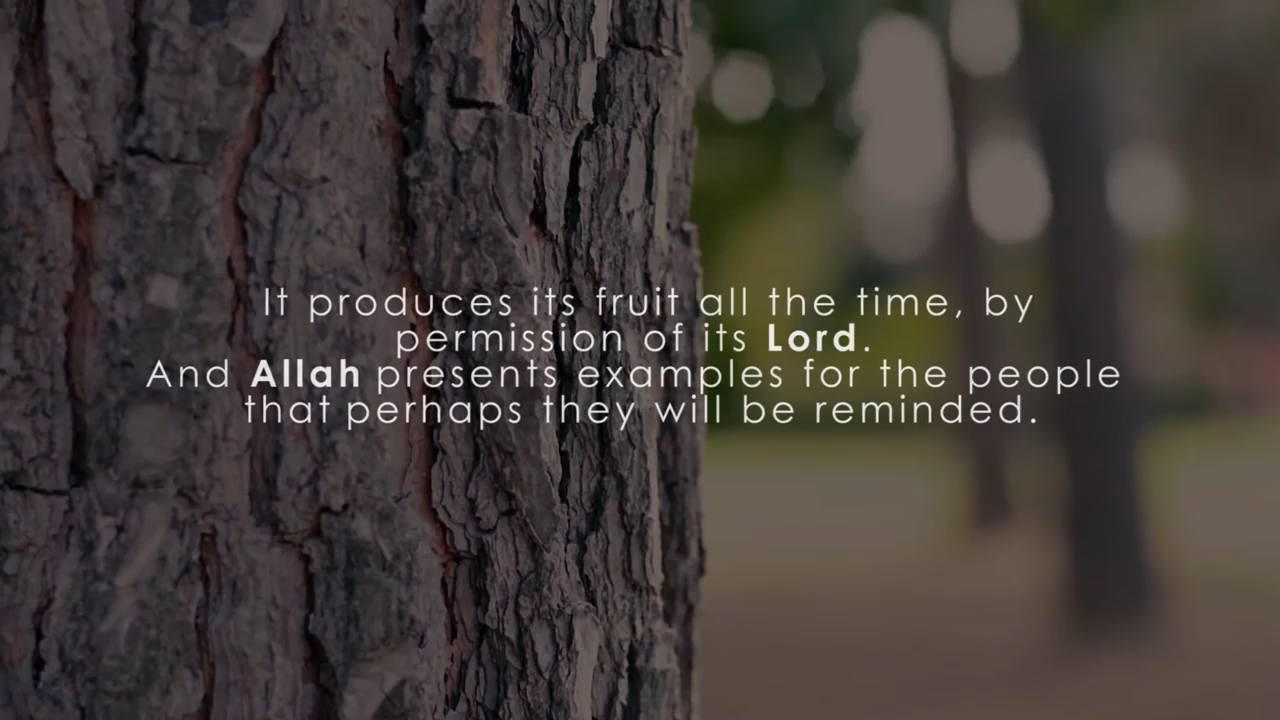 It produces its fruit all the time, by
permission of its Lord.
And Allah presents examples for the people
that perhaps they will be reminded.